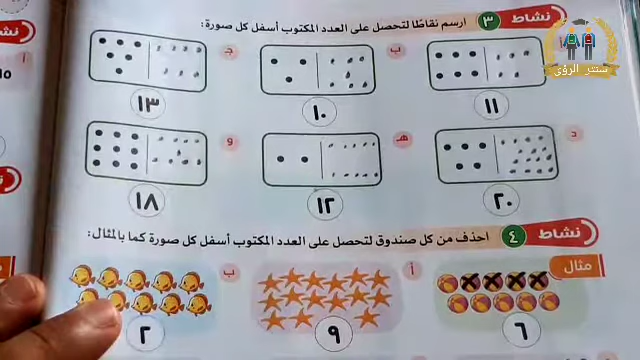 نشاط ٣ ارسم نقاطًا لتحصل على العدد المكتوب أسفل كل صورة:
ب
ج
١١
١٠
١٣
د
هـ
و
٢٠
١٢
١٨
نشاط ٤ احذف من كل صندوق لتحصل على العدد المكتوب أسفل كل صورة كما بالمثال:
مثال
أ
ب
٦
٩
٢
سنتر الرؤى